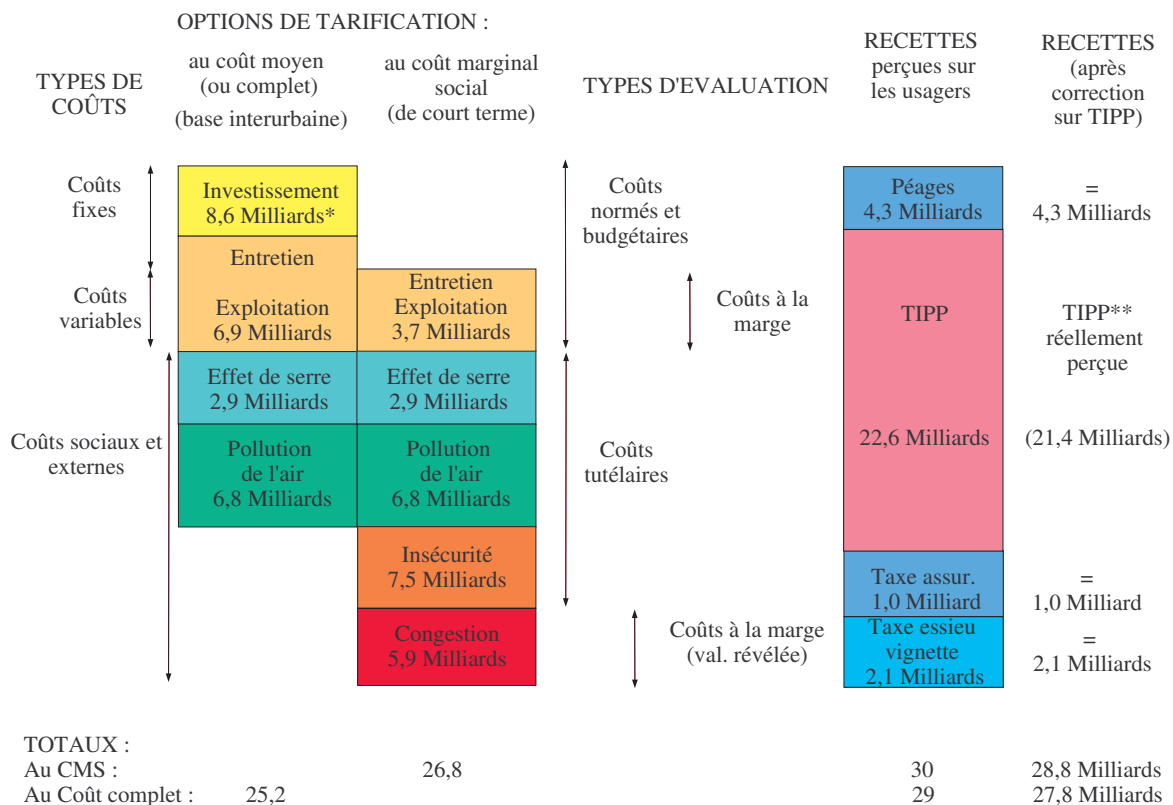 OPTIONS DE TARIFICATION :
TYPES DE
COÛTS
au coût moyen
(ou complet)
(base interurbaine)
au coût marginal
social
(de court terme)
TYPES D'EVALUATION
RECETTES
perçues sur
les usagers
RECETTES
(après
correction
sur TIPP)
Coûts
fixes
Coûts
variables
Coûts sociaux et
externes
Investissement
8,6 Milliards*
Entretien
Exploitation
6,9 Milliards
Effet de serre
2,9 Milliards
Pollution
de l'air
6,8 Milliards
Entretien
Exploitation
3,7 Milliards
Effet de serre
2,9 Milliards
Pollution
de l'air
6,8 Milliards
Insécurité
7,5 Milliards
Congestion
5,9 Milliards
Coûts
normés et
budgétaires
Coûts à la
marge
Coûts
tutélaires
Coûts à la marge
(val. révélée)
Péages
4,3 Milliards
TIPP
22,6 Milliards
Taxe assur.
1,0 Milliard
Taxe essieu
vignette
2,1 Milliards
=
4,3 Milliards
TIPP**
réellement
perçue
(21,4 Milliards)
=
1,0 Milliard
=
2,1 Milliards
TOTAUX :
Au CMS : 26,8 30 28,8 Milliards
Au Coût complet : 25,2 29 27,8 Milliards